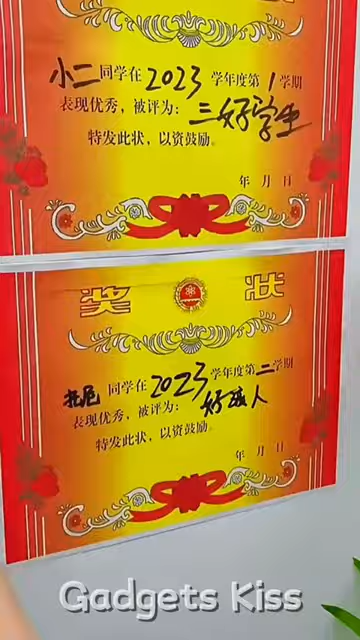 小二同学在2023学年度第1学期
表现优秀，被评为：三好学生
特发此状，以资鼓励。
年 月 日
奖 状
托尼 同学在2023学年度第二学期
表现优秀，被评为：好孩人
特发此状，以资鼓励。
年 月 日
Gadgets Kiss